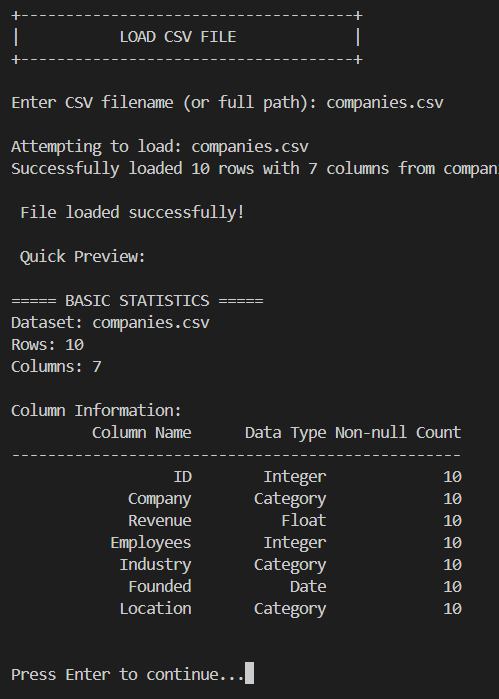 +-------------------------------------+
|           LOAD CSV FILE             |
+-------------------------------------+
Enter CSV filename (or full path): companies.csv
Attempting to load: companies.csv
Successfully loaded 10 rows with 7 columns from compani
File loaded successfully!
Quick Preview:
===== BASIC STATISTICS =====
Dataset: companies.csv
Rows: 10
Columns: 7
Column Information:
         Column Name      Data Type Non-null Count
--------------------------------------------------
                  ID        Integer             10
             Company       Category             10
             Revenue          Float             10
           Employees        Integer             10
            Industry       Category             10
             Founded           Date             10
            Location       Category             10
Press Enter to continue...